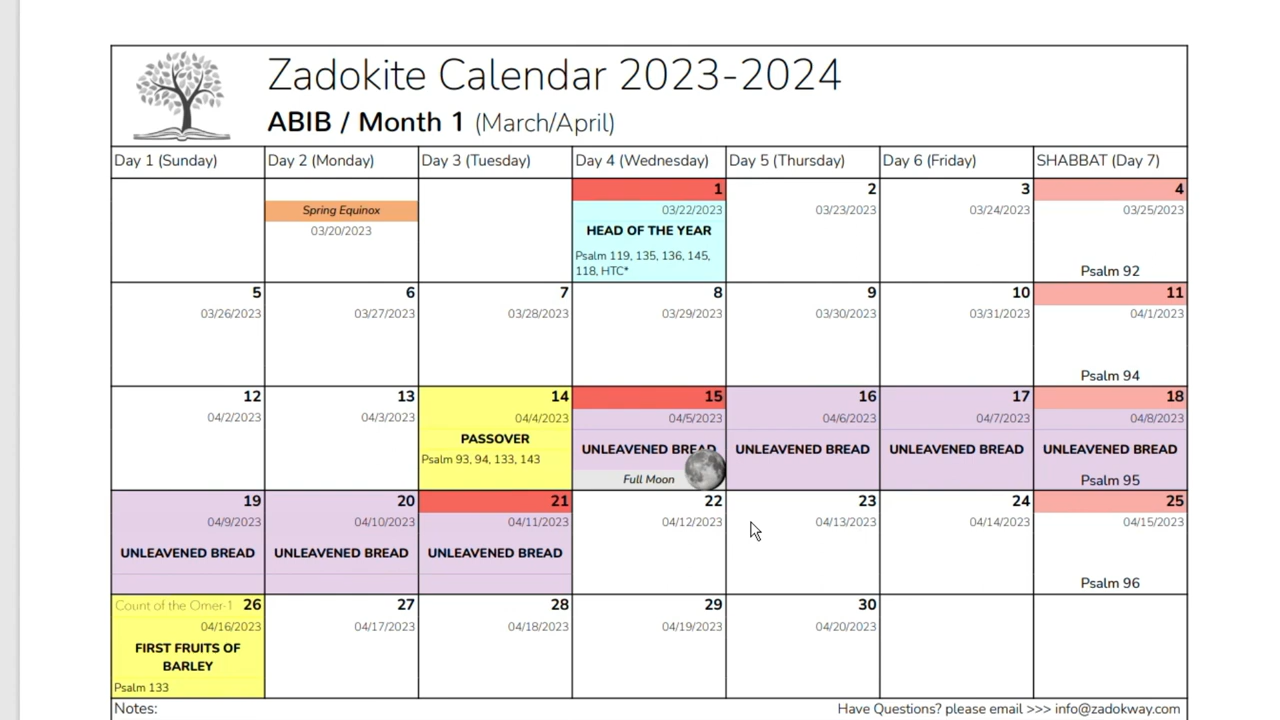 Zadokite Calendar 2023-2024
ABIB / Month 1 (March/April)
Day 1 (Sunday) Day 2 (Monday) Day 3 (Tuesday) Day 4 (Wednesday) Day 5 (Thursday) Day 6 (Friday) SHABBAT (Day 7)
Spring Equinox
03/20/2023
1
03/22/2023
HEAD OF THE YEAR
Psalm 119, 135, 136, 145,
118, HTC*
2
03/23/2023
3
03/24/2023
4
03/25/2023
Psalm 92
5
03/26/2023
6
03/27/2023
7
03/28/2023
8
03/29/2023
9
03/30/2023
10
03/31/2023
11
04/1/2023
Psalm 94
12
04/2/2023
13
04/3/2023
14
04/4/2023
PASSOVER
Psalm 93, 94, 133, 143
15
04/5/2023
UNLEAVENED BREAD
Full Moon
16
04/6/2023
UNLEAVENED BREAD
17
04/7/2023
UNLEAVENED BREAD
18
04/8/2023
UNLEAVENED BREAD
Psalm 95
19
04/9/2023
UNLEAVENED BREAD
20
04/10/2023
UNLEAVENED BREAD
21
04/11/2023
UNLEAVENED BREAD
22
04/12/2023
23
04/13/2023
24
04/14/2023
25
04/15/2023
Psalm 96
Count of the Omer-1 26
04/16/2023
FIRST FRUITS OF
BARLEY
Psalm 133
27
04/17/2023
28
04/18/2023
29
04/19/2023
30
04/20/2023
Notes:
Have Questions? please email >>> info@zadokway.com